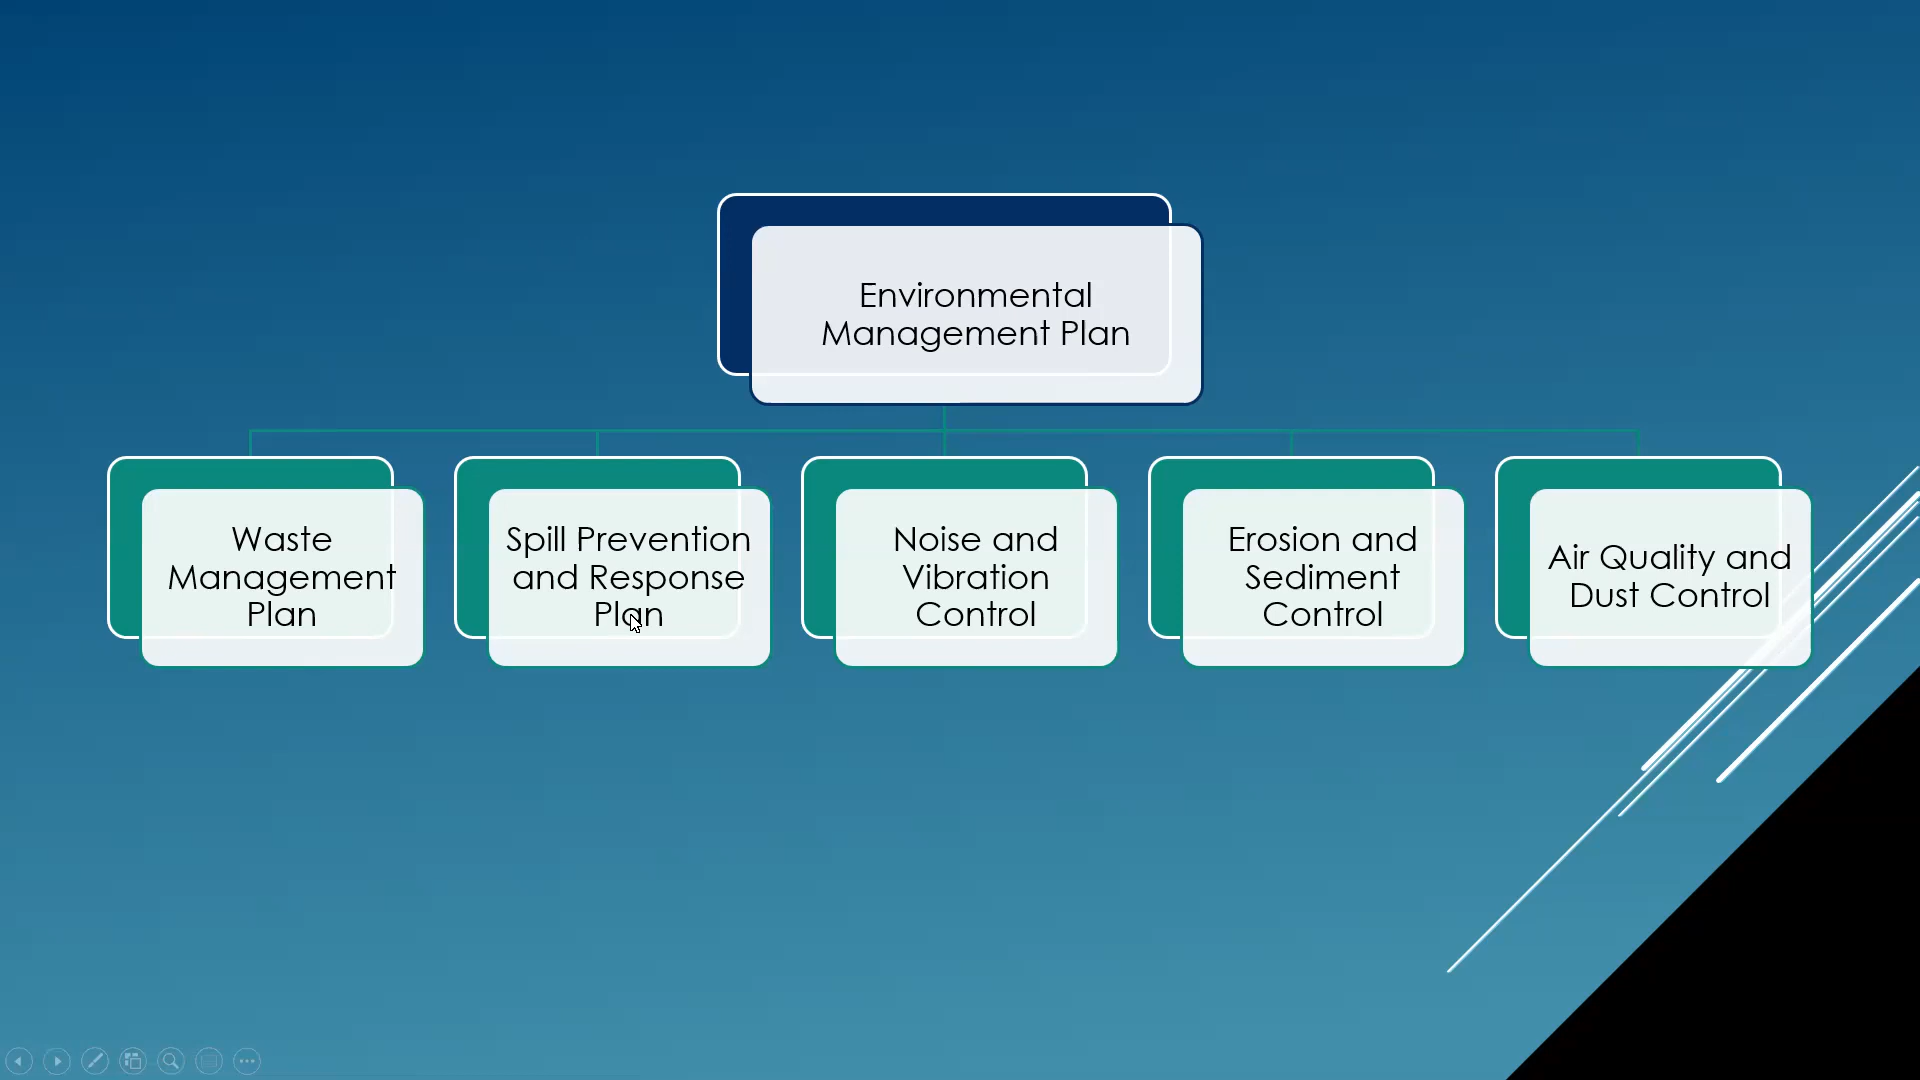 Environmental
Management Plan
Waste
Management
Plan
Spill Prevention
and Response
Plan
Noise and
Vibration
Control
Erosion and
Sediment
Control
Air Quality and
Dust Control